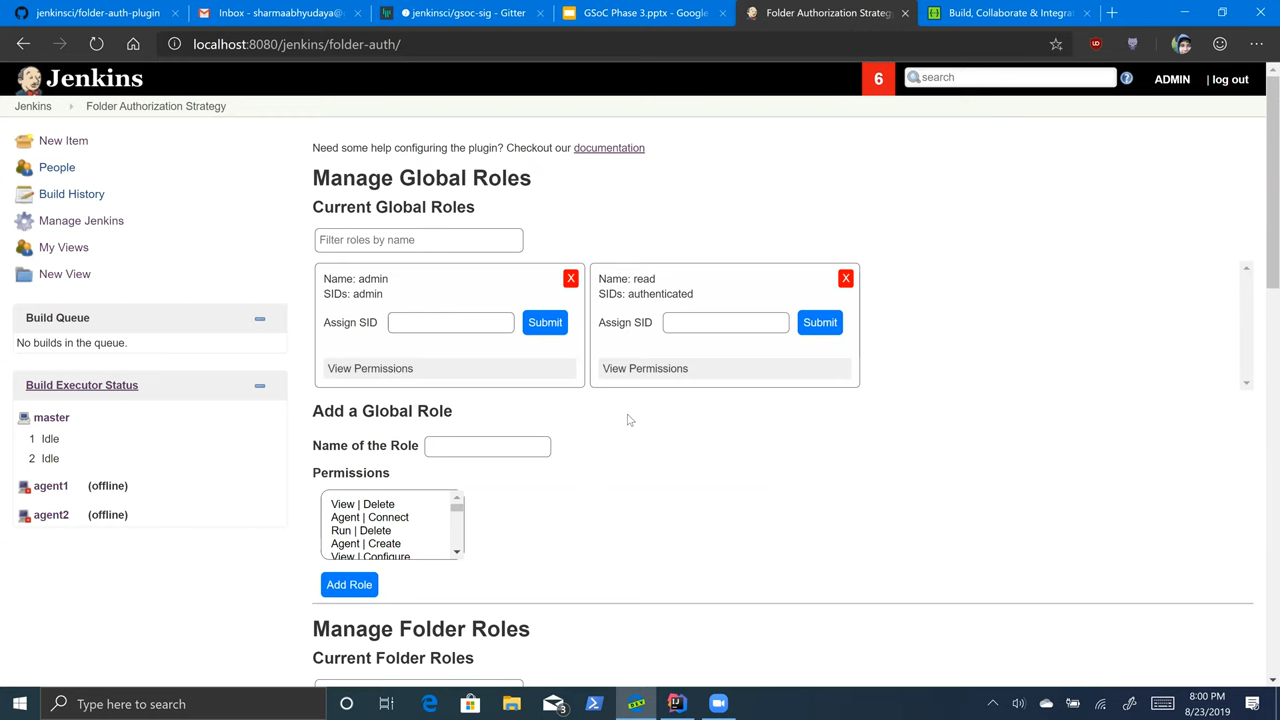 jenkinsci/folder-auth-plugin
Inbox - sharmaabhyudaya@
jenkinsci/gsoc-sig - Gitter
GSoC Phase 3.pptx - Google
Folder Authorization Strateg
Build, Collaborate & Integrat
localhost:8080/jenkins/folder-auth/
Jenkins
6
search
ADMIN
| log out
Jenkins
Folder Authorization Strategy
New Item
People
Build History
Manage Jenkins
My Views
New View
Build Queue
No builds in the queue.
Build Executor Status
master
1 Idle
2 Idle
agent1 (offline)
agent2 (offline)
Need some help configuring the plugin? Checkout our documentation
Manage Global Roles
Current Global Roles
Filter roles by name
Name: admin
X
SIDs: admin
Assign SID
Submit
View Permissions
Name: read
X
SIDs: authenticated
Assign SID
Submit
View Permissions
Add a Global Role
Name of the Role
Permissions
View | Delete
Agent | Connect
Run | Delete
Agent | Create
View | Configure
Add Role
Manage Folder Roles
Current Folder Roles
Type here to search
3
8:00 PM
8/23/2019